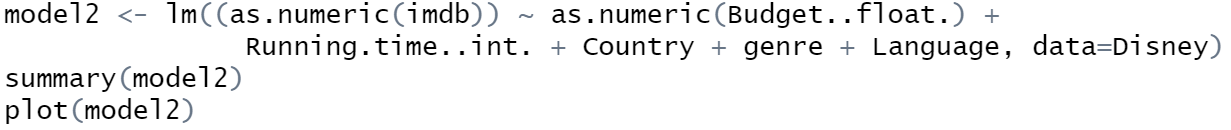 model2 <- lm((as.numeric(imdb)) ~ as.numeric(Budget..float.) +
Running.time..int. + Country + genre + Language, data=Disney)
summary(model2)
plot(model2)